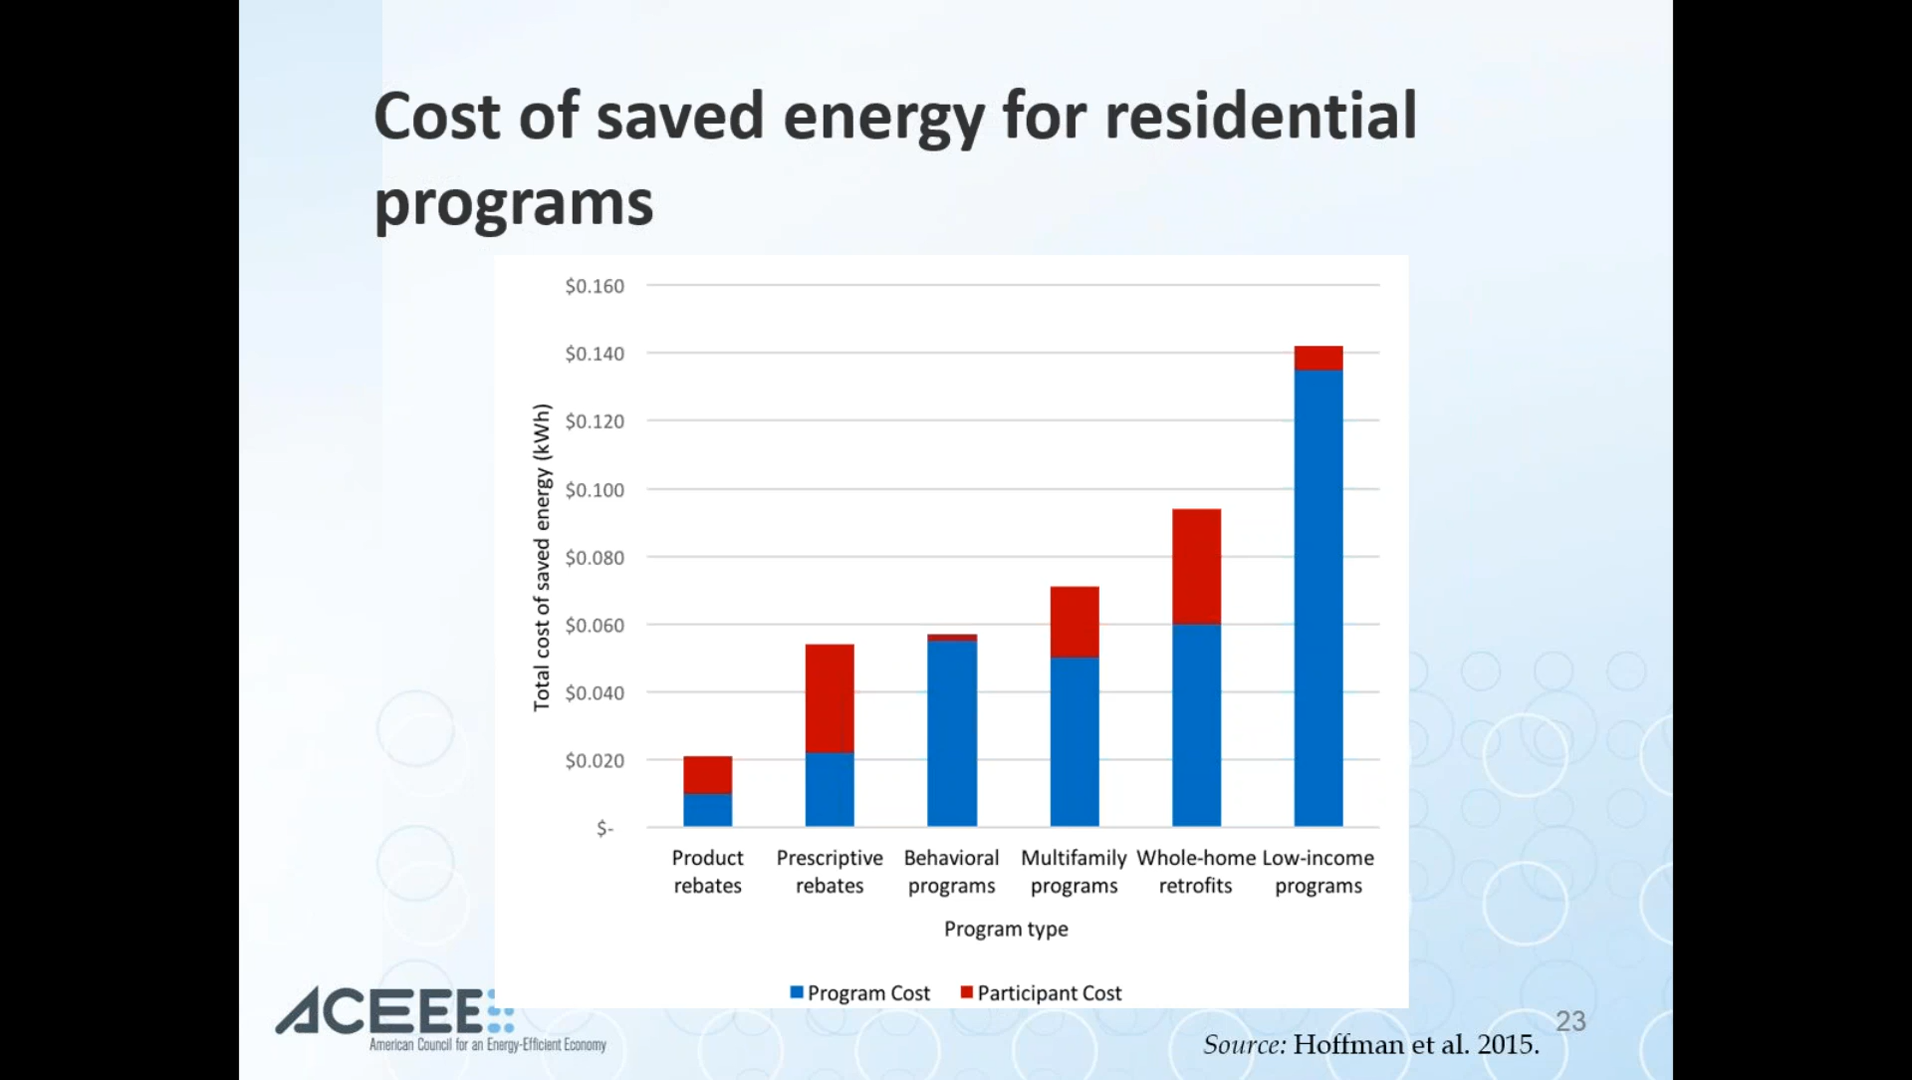 Cost of saved energy for residential
programs
Total cost of saved energy (kWh)
$0.160
$0.140
$0.120
$0.100
$0.080
$0.060
$0.040
$0.020
$-
Product rebates
Prescriptive rebates
Behavioral programs
Multifamily programs
Whole-home retrofits
Low-income programs
Program type
Program Cost
Participant Cost
ACEEE
American Council for an Energy-Efficient Economy
Source: Hoffman et al. 2015.
23